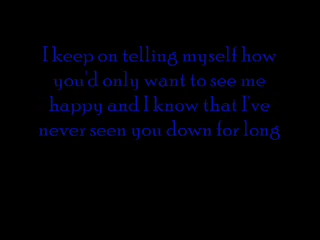 I keep on telling myself how
you'd only want to see me
happy and I know that I've
never seen you down for long